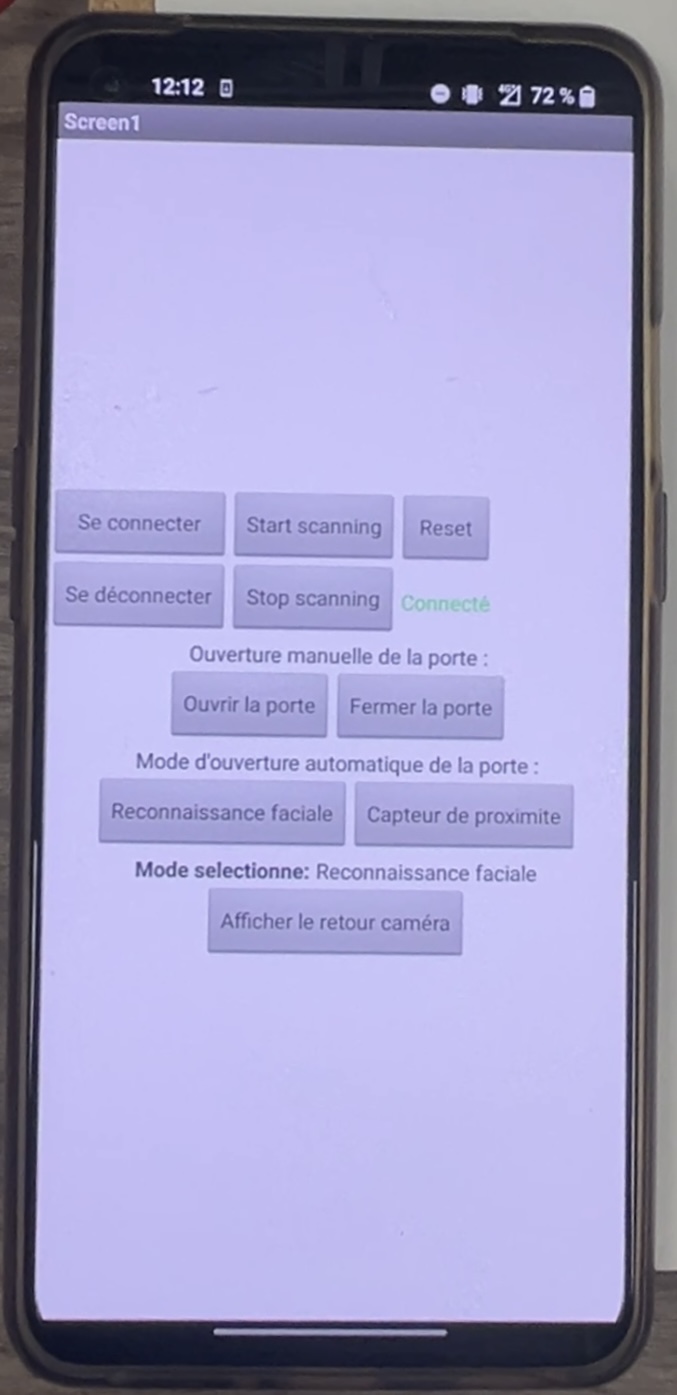 12:12 72 %
Screen1
Se connecter Start scanning Reset
Se déconnecter Stop scanning Connecté
Ouverture manuelle de la porte :
Ouvrir la porte Fermer la porte
Mode d'ouverture automatique de la porte :
Reconnaissance faciale Capteur de proximite
Mode selectionne: Reconnaissance faciale
Afficher le retour caméra